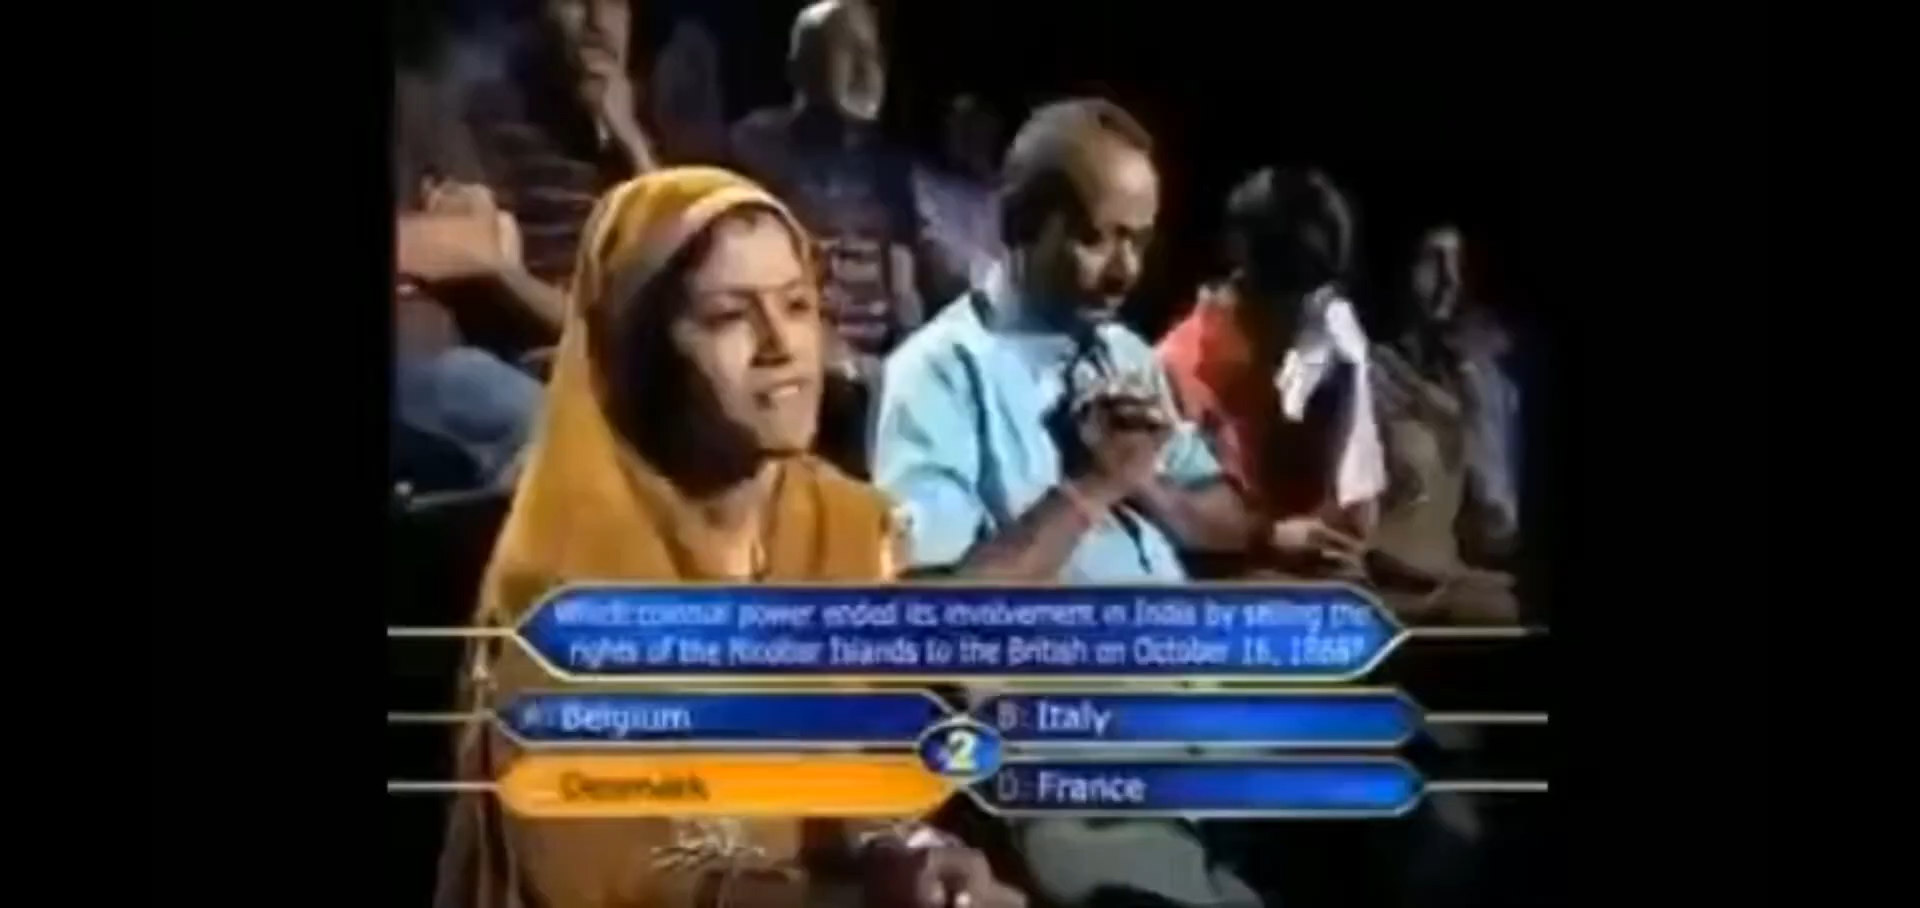 Which colonial power ended its involvement in India by selling the
rights of the Nicobar Islands to the British on October 16, 1868?
A: Belgium
B: Italy
Denmark
D: France
2